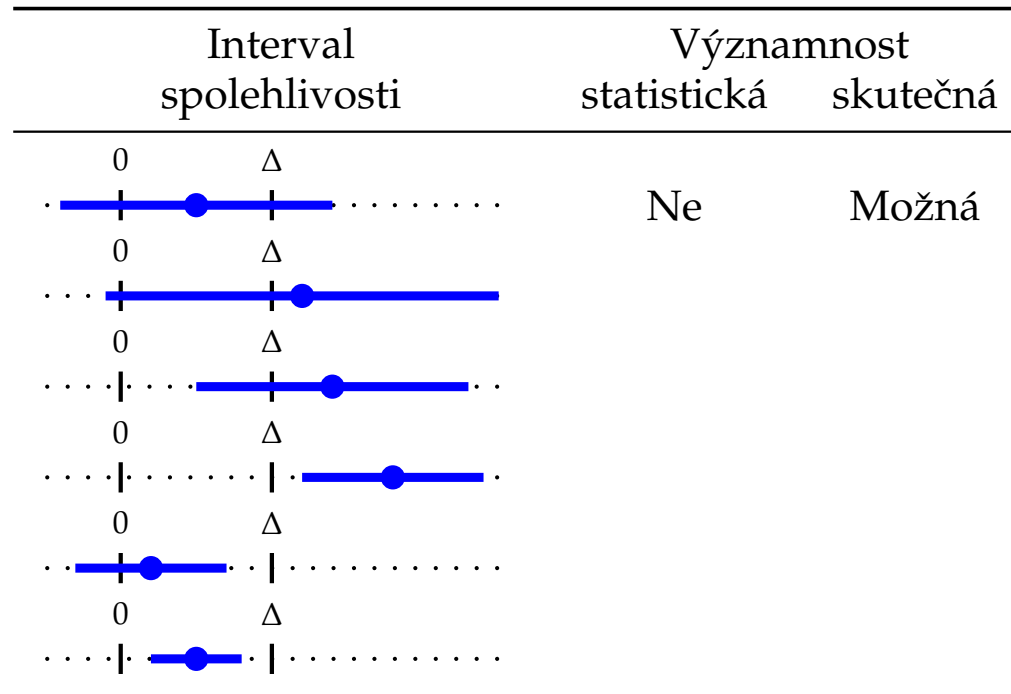 Interval Významnost
spolehlivosti statistická skutečná
0 Δ
Ne Možná
0 Δ
0 Δ
0 Δ
0 Δ
0 Δ